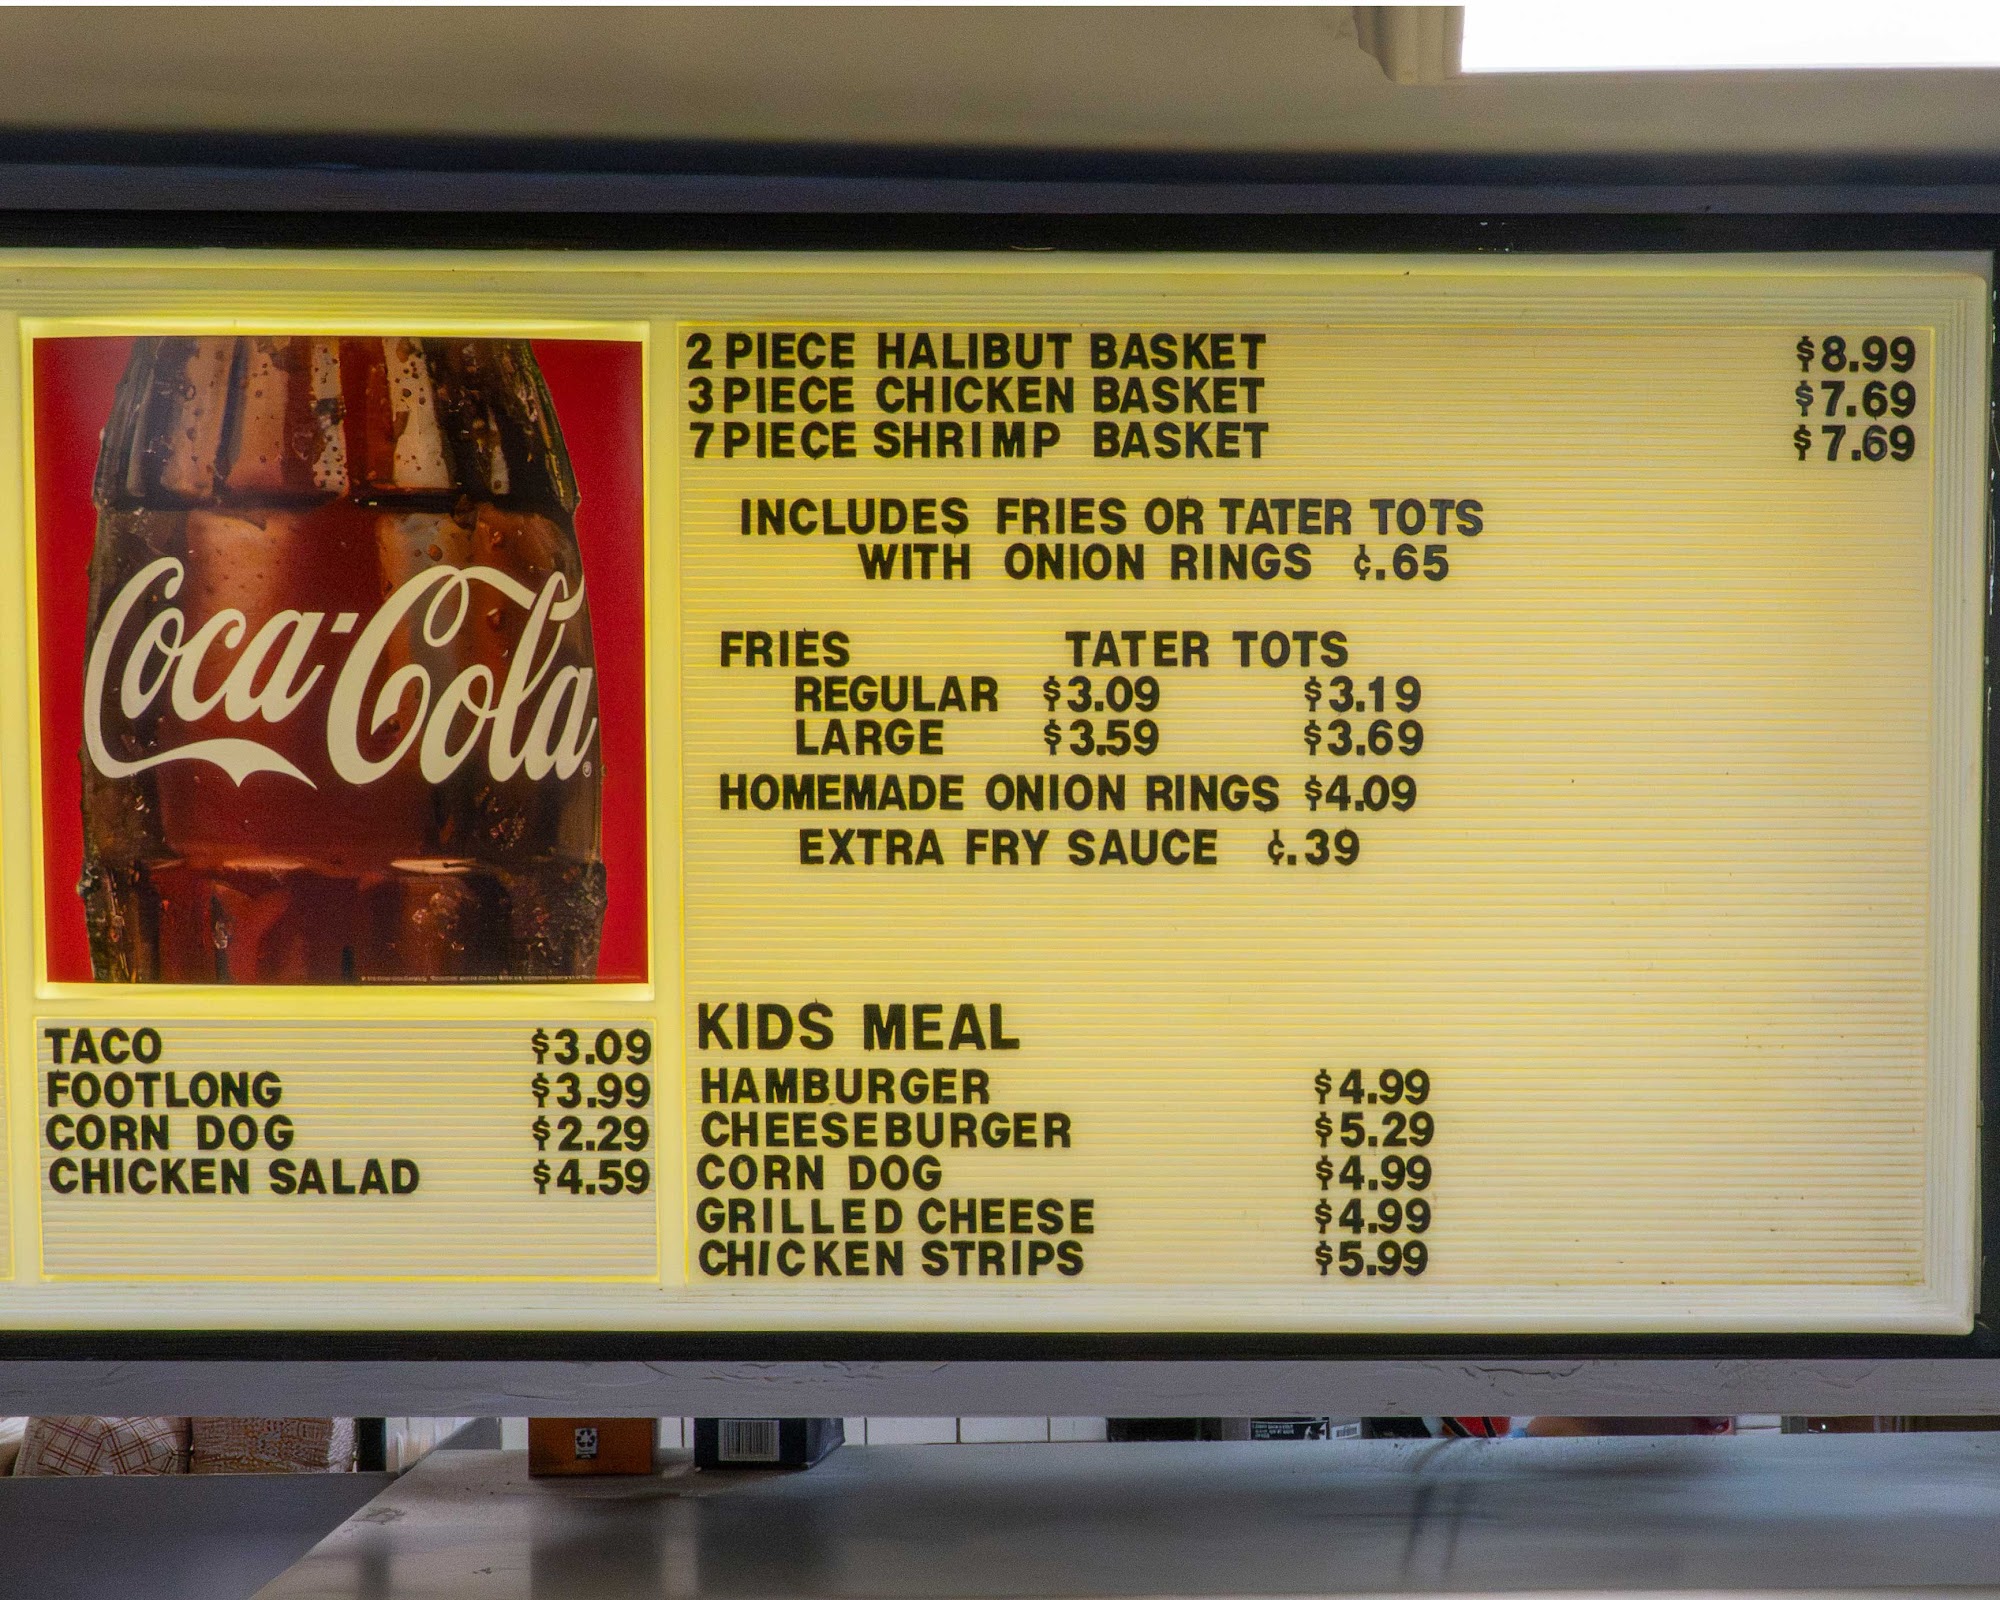 Coca-Cola
TACO $3.09
FOOTLONG $3.99
CORN DOG $2.29
CHICKEN SALAD $4.59
2 PIECE HALIBUT BASKET $8.99
3 PIECE CHICKEN BASKET $7.69
7 PIECE SHRIMP BASKET $7.69
INCLUDES FRIES OR TATER TOTS
WITH ONION RINGS ¢.65
FRIES TATER TOTS
REGULAR $3.09 $3.19
LARGE $3.59 $3.69
HOMEMADE ONION RINGS $4.09
EXTRA FRY SAUCE ¢.39
KIDS MEAL
HAMBURGER $4.99
CHEESEBURGER $5.29
CORN DOG $4.99
GRILLED CHEESE $4.99
CHICKEN STRIPS $5.99